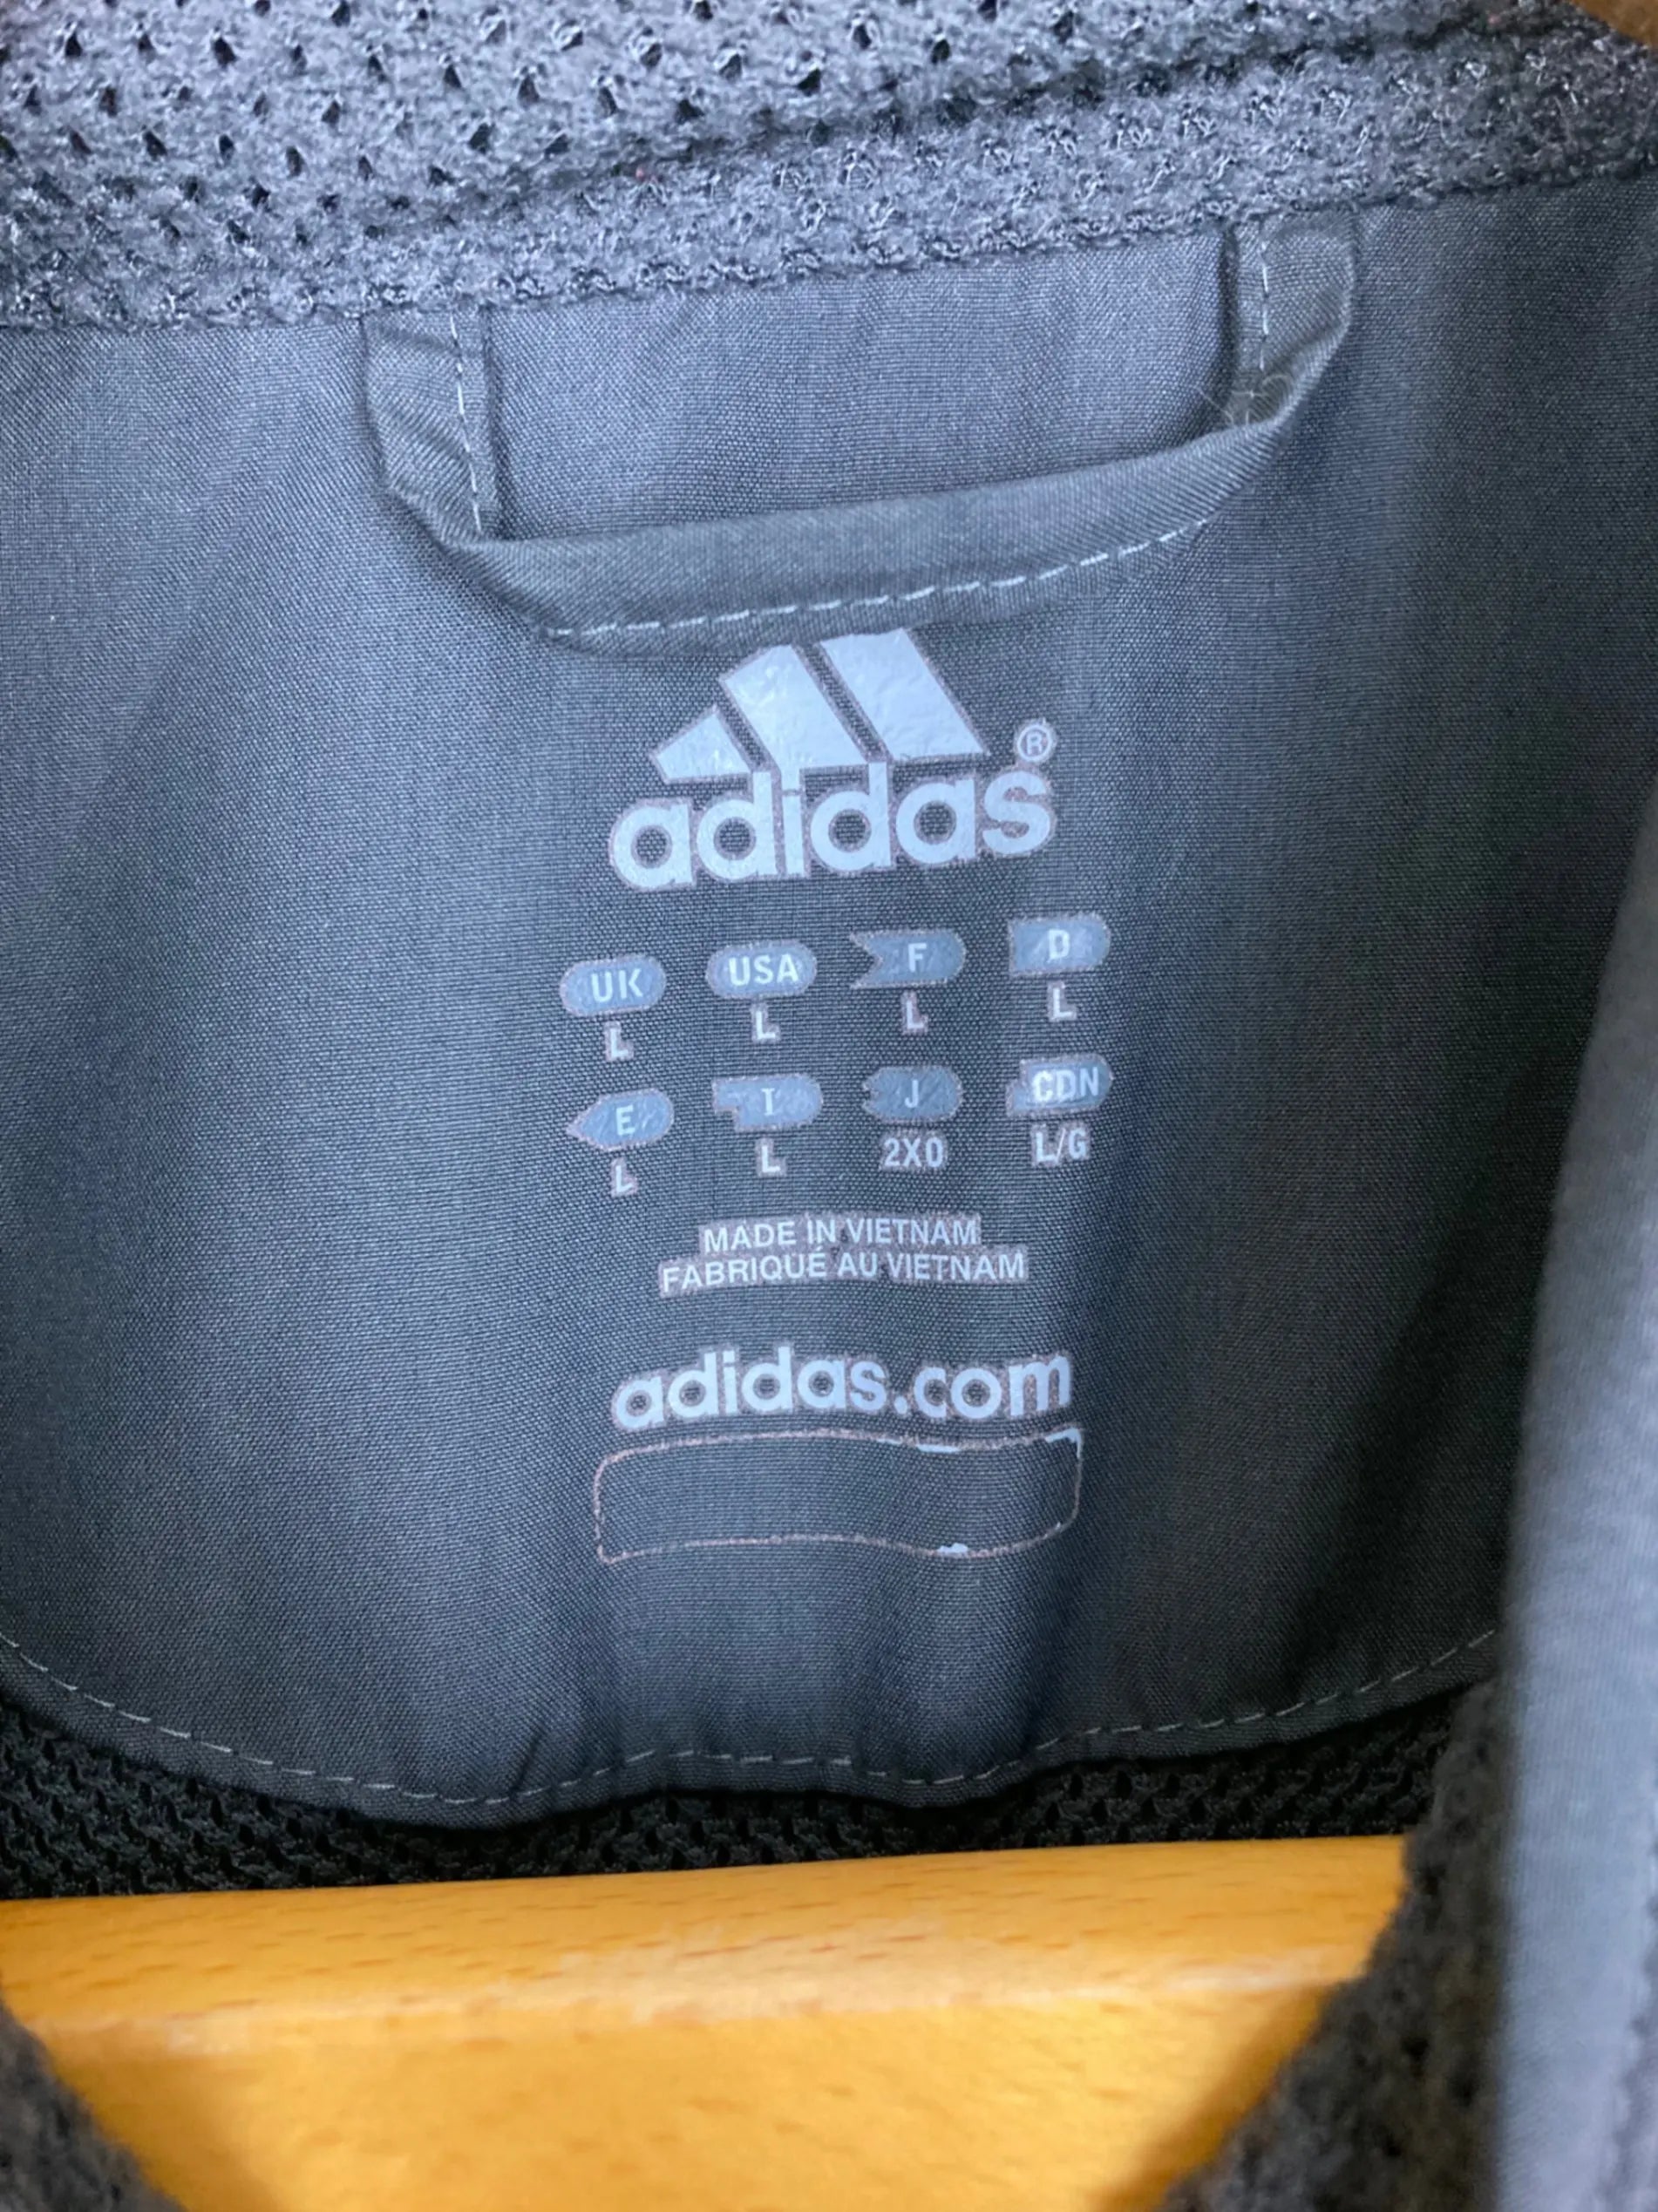 adidas®
UK USA F D
L L L L
E I J CDN
L L 2XO L/G
MADE IN VIETNAM
FABRIQUÉ AU VIETNAM
adidas.com